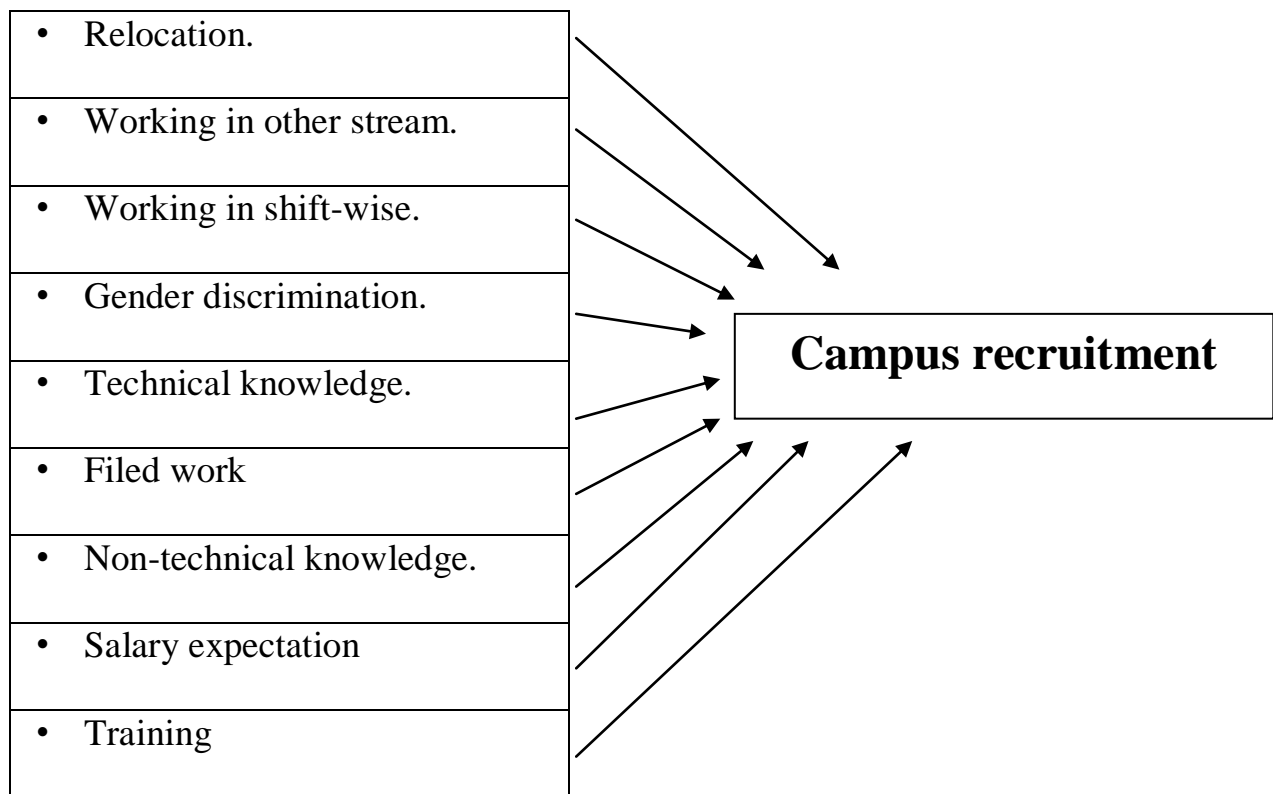 • Relocation.
• Working in other stream.
• Working in shift-wise.
• Gender discrimination.
• Technical knowledge.
• Filed work
• Non-technical knowledge.
• Salary expectation
• Training
Campus recruitment